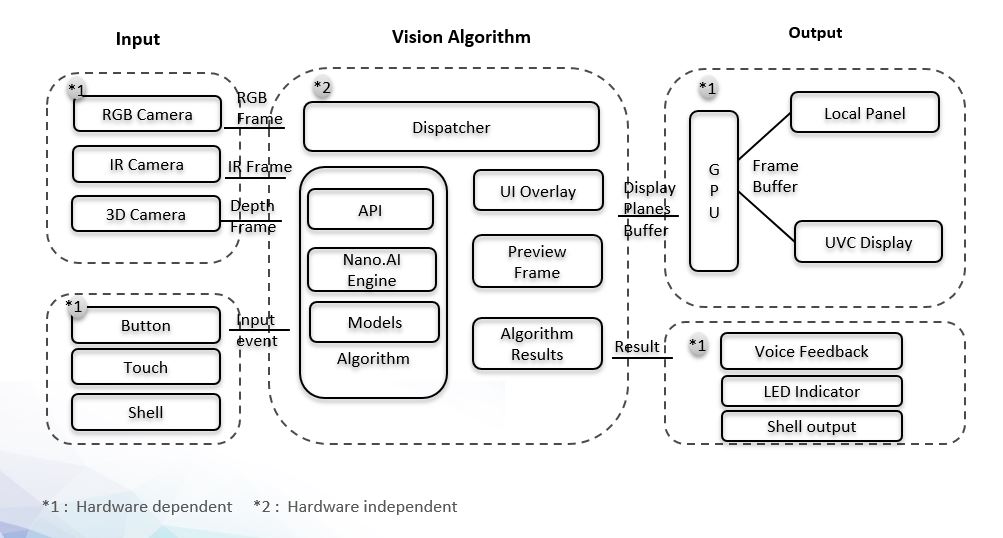 Input
Vision Algorithm
Output
*1
RGB Camera
IR Camera
3D Camera
RGB
Frame
IR Frame
Depth
Frame
*1
Button
Touch
Shell
Input
event
*2
Dispatcher
API
Nano.AI
Engine
Models
Algorithm
UI Overlay
Preview
Frame
Algorithm
Results
Display
Planes
Buffer
Result
*1
G
P
U
Frame
Buffer
Local Panel
UVC Display
*1
Voice Feedback
LED Indicator
Shell output
*1 : Hardware dependent *2 : Hardware independent